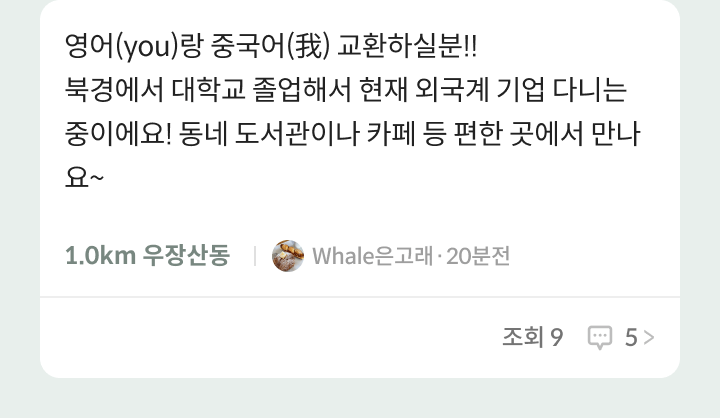 영어(you)랑 중국어(我) 교환하실분!!
북경에서 대학교 졸업해서 현재 외국계 기업 다니는
중이에요! 동네 도서관이나 카페 등 편한 곳에서 만나
요~
1.0km 우장산동 | Whale은고래 · 20분전
조회 9 5 >